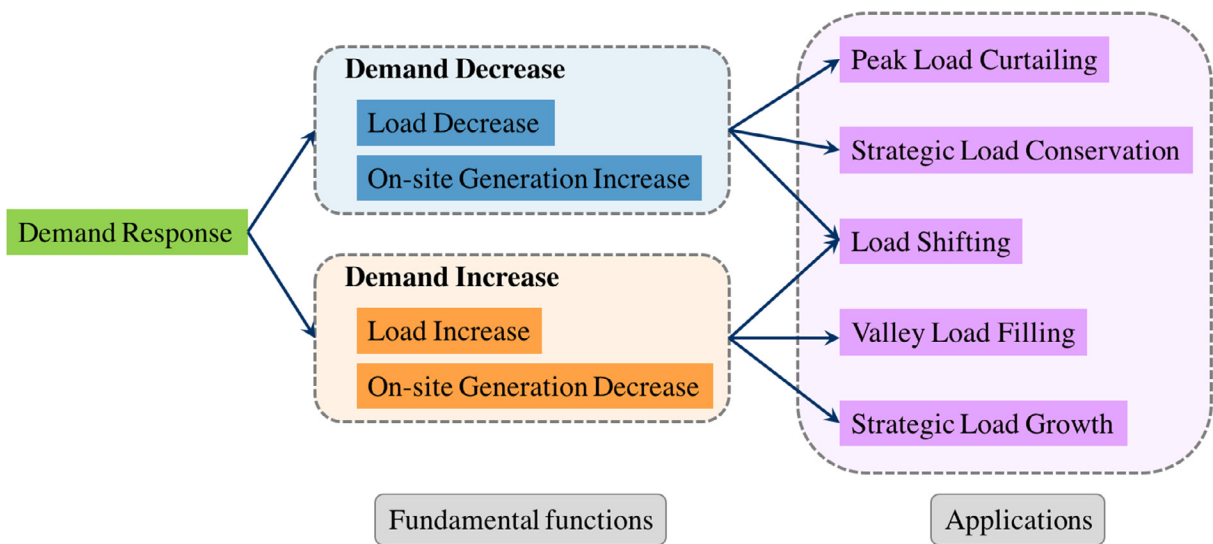 Demand Response
Demand Decrease
Load Decrease
On-site Generation Increase
Demand Increase
Load Increase
On-site Generation Decrease
Peak Load Curtailing
Strategic Load Conservation
Load Shifting
Valley Load Filling
Strategic Load Growth
Fundamental functions
Applications